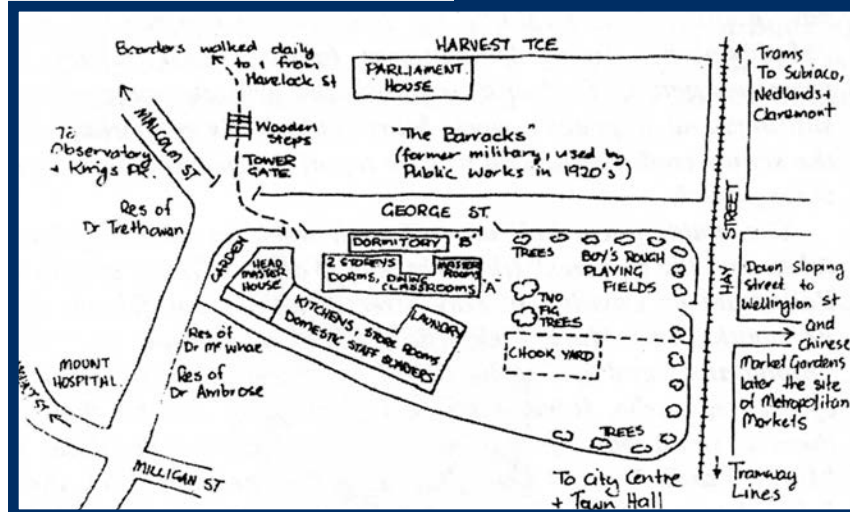 Boarders walked daily
to & from
Havelock St
HARVEST TCE
PARLIAMENT
HOUSE
Trams
To Subiaco,
Nedlands &
Claremont
MALCOLM ST
To
Observatory
& Kings Pk.
Wooden
Steps
TOWER
GATE
"The Barracks"
(former military, used by
Public Works in 1920's)
Res of
Dr Trethowan
GEORGE ST.
HAY STREET
GARDEN
HEAD
MASTER
HOUSE
DORMITORY "B"
2 STOREYS
DORMS, DINING
CLASSROOMS
MASTER
ROOMS
"A"
TREES
BOY'S ROUGH
PLAYING
FIELDS
TWO
FIG
TREES
CHOOK YARD
KITCHENS, STORE ROOMS
DOMESTIC STAFF QUARTERS
LAUNDRY
Down Sloping
Street to
Wellington St
and
Chinese
Market Gardens
later the site
of Metropolitan
Markets
Res of
Dr McWhae
Res of
Dr Ambrose
MOUNT
HOSPITAL
MOUNT ST
MILLIGAN ST
TREES
To City Centre
+ Town Hall
Tramway
Lines